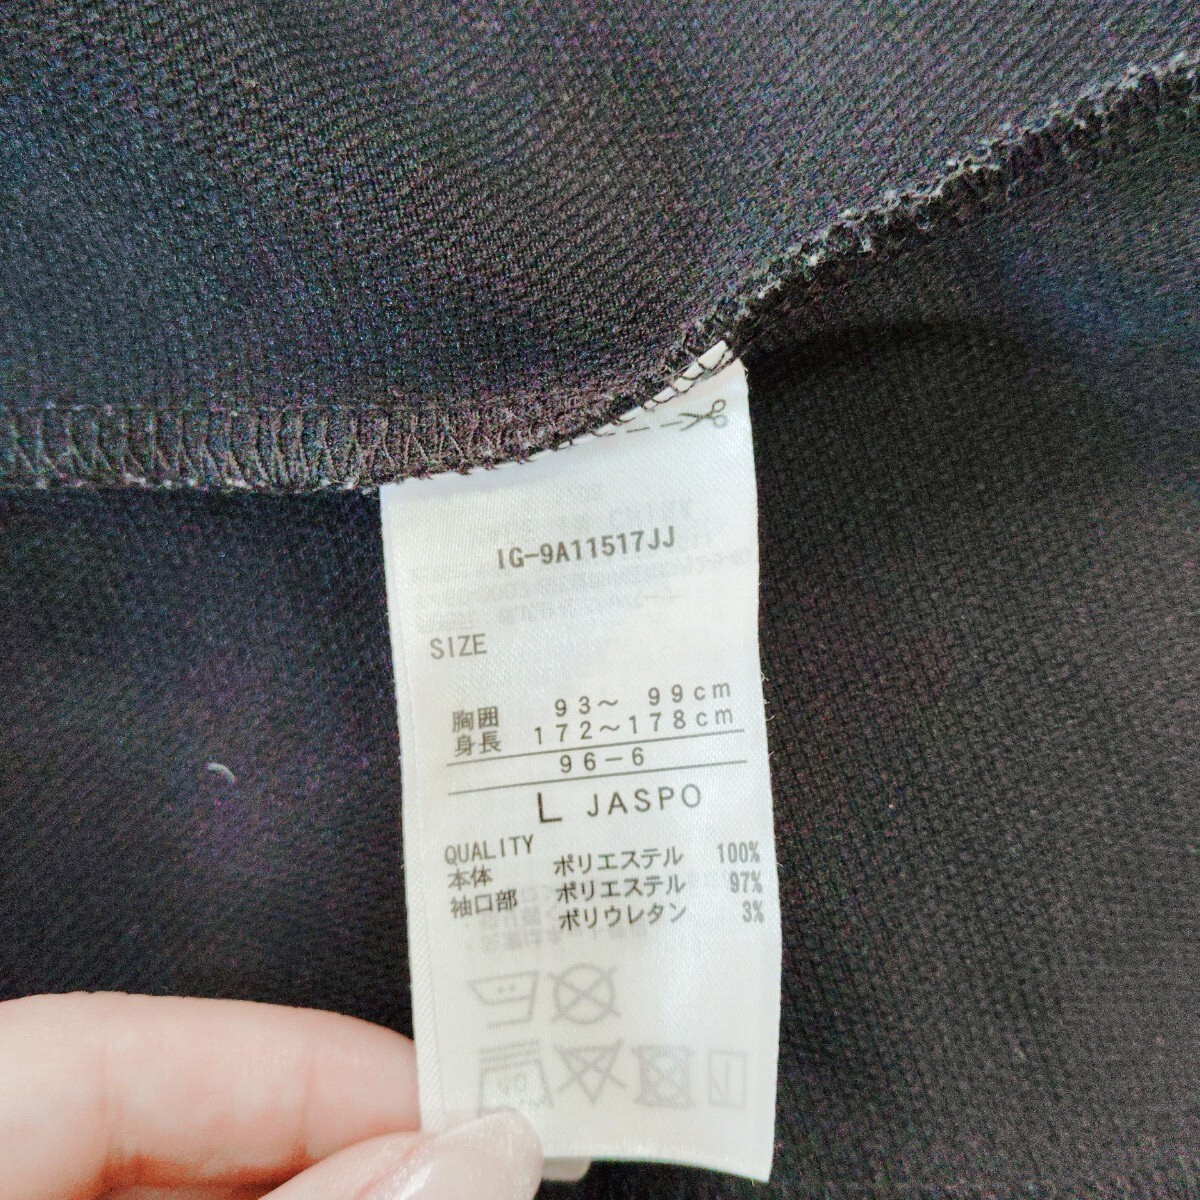 IG-9A11517JJ
SIZE
胸囲 93～ 99cm
身長 172～178cm
96-6
L JASPO
QUALITY
本体 ポリエステル 100%
袖口部 ポリエステル 97%
ポリウレタン 3%